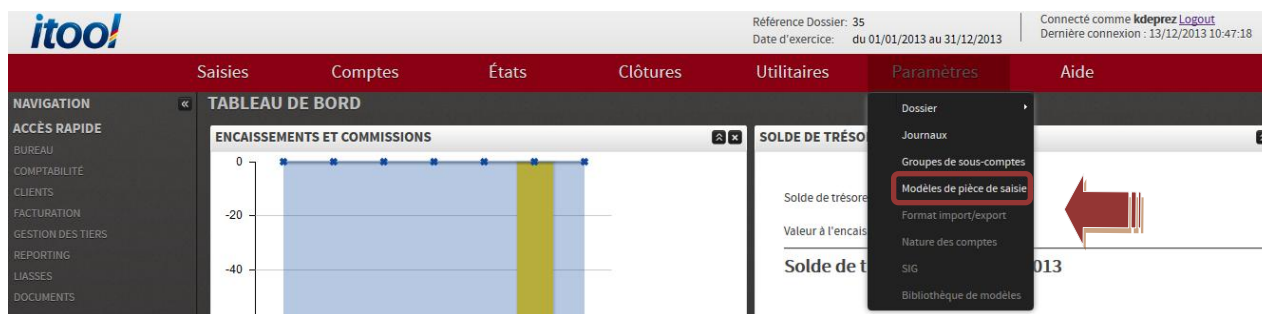 itool
Référence Dossier: 35
Date d'exercice: du 01/01/2013 au 31/12/2013
Connecté comme kdeprez Logout
Dernière connexion : 13/12/2013 10:47:18
Saisies Comptes États Clôtures Utilitaires Paramètres Aide
NAVIGATION
ACCÈS RAPIDE
BUREAU
COMPTABILITÉ
CLIENTS
FACTURATION
GESTION DES TIERS
REPORTING
LIASSES
DOCUMENTS
TABLEAU DE BORD
ENCAISSEMENTS ET COMMISSIONS
0
-20
-40
SOLDE DE TRÉSO
Solde de trésore
Valeur à l'encais
Solde de t 013
Dossier
Journaux
Groupes de sous-comptes
Modèles de pièce de saisie
Format import/export
Nature des comptes
SIG
Bibliothèque de modèles